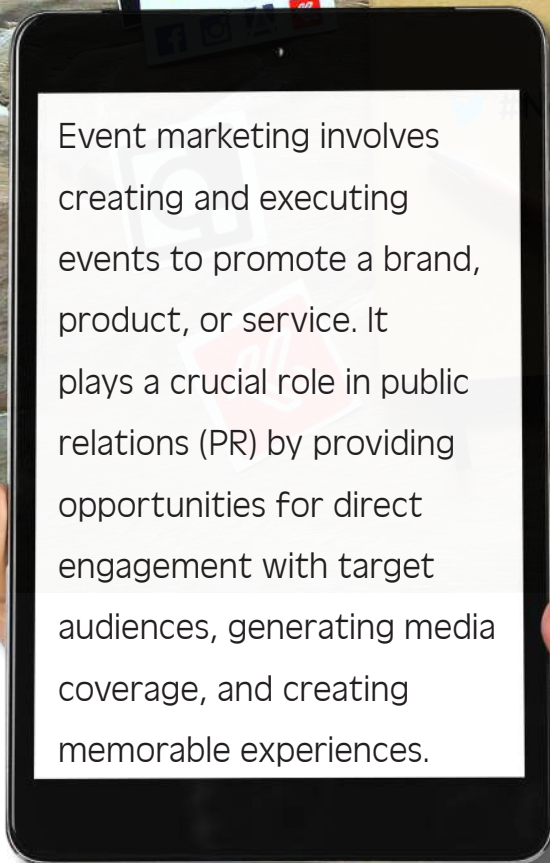 Event marketing involves
creating and executing
events to promote a brand,
product, or service. It
plays a crucial role in public
relations (PR) by providing
opportunities for direct
engagement with target
audiences, generating media
coverage, and creating
memorable experiences.